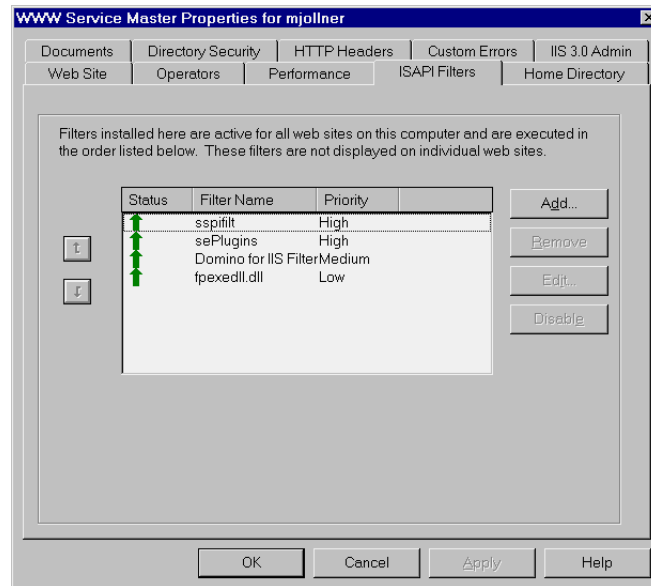 WWW Service Master Properties for mjollner
Documents Directory Security HTTP Headers Custom Errors IIS 3.0 Admin
Web Site Operators Performance ISAPI Filters Home Directory
Filters installed here are active for all web sites on this computer and are executed in
the order listed below. These filters are not displayed on individual web sites.
Status Filter Name Priority
sspifilt High
sePlugins High
Domino for IIS Filter Medium
fpexedll.dll Low
Add...
Remove
Edit...
Disable
OK Cancel Apply Help